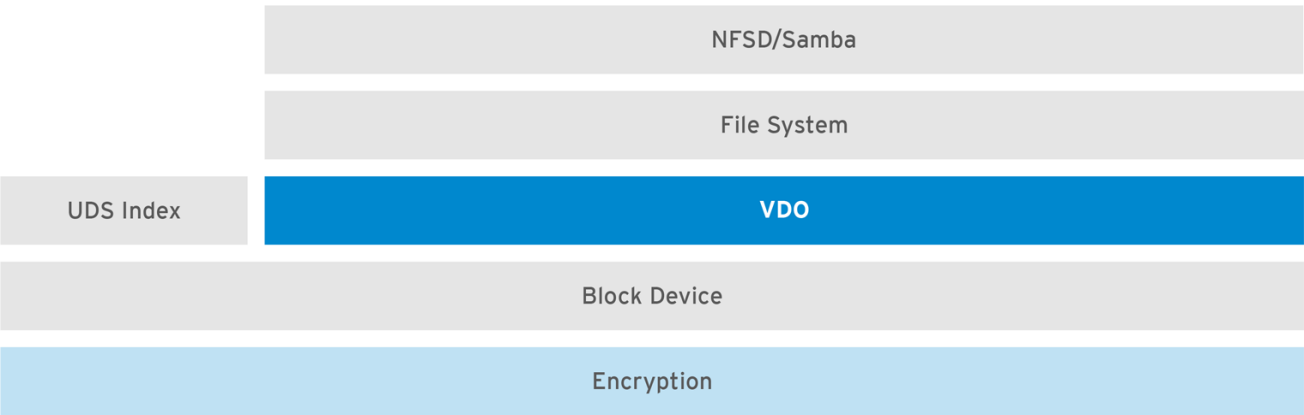 NFSD/Samba
File System
UDS Index
VDO
Block Device
Encryption